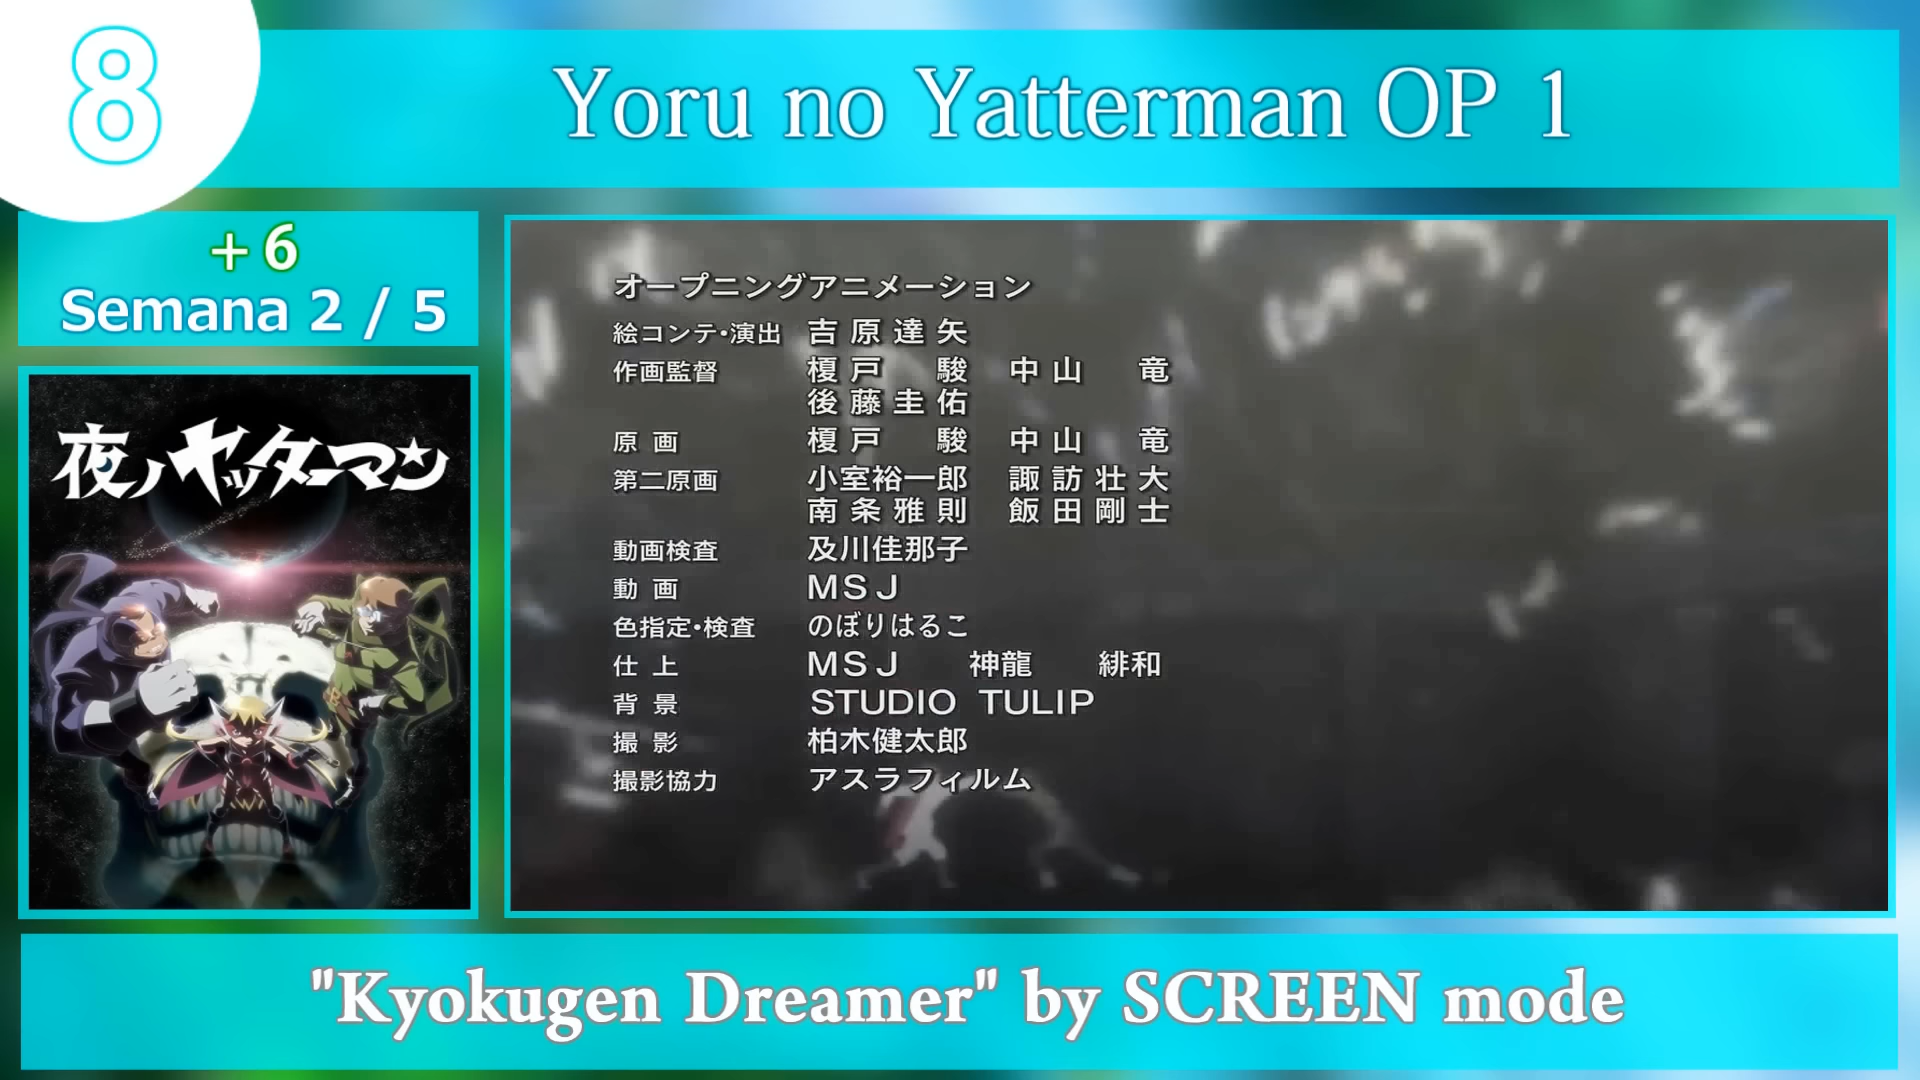 8
Yoru no Yatterman OP 1
+6
Semana 2 / 5
夜ノヤッターマン
オープニングアニメーション
絵コンテ・演出 吉原達矢
作画監督 榎戸 駿 中山 竜
後藤圭佑
原画 榎戸 駿 中山 竜
第二原画 小室裕一郎 諏訪壮大
南条雅則 飯田剛士
動画検査 及川佳那子
動画 MSJ
色指定・検査 のぼりはるこ
仕上 MSJ 神龍 緋和
背景 STUDIO TULIP
撮影 柏木健太郎
撮影協力 アスラフィルム
"Kyokugen Dreamer" by SCREEN mode